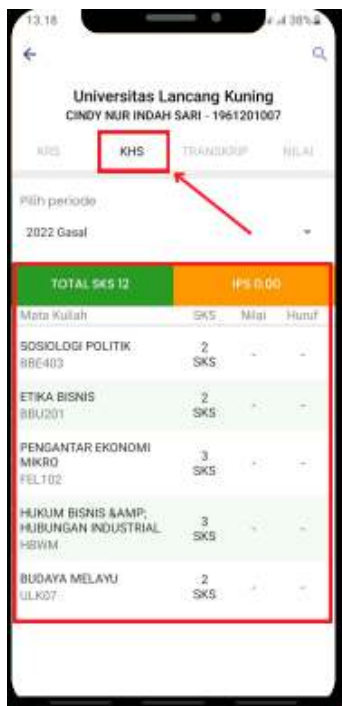 13.18
38%
Universitas Lancang Kuning
CINDY NUR INDAH SARI - 1961201007
KRS KHS TRANSKRIP NILAI
Pilih periode
2022 Gasal
TOTAL SKS 12 IPS 0.00
Mata Kuliah SKS Nilai Huruf
SOSIOLOGI POLITIK 2 - -
BBE403 SKS
ETIKA BISNIS 2 - -
BBU201 SKS
PENGANTAR EKONOMI
MIKRO 3 - -
FEL102 SKS
HUKUM BISNIS &AMP;
HUBUNGAN INDUSTRIAL 3 - -
HBWM SKS
BUDAYA MELAYU 2 - -
ULK07 SKS